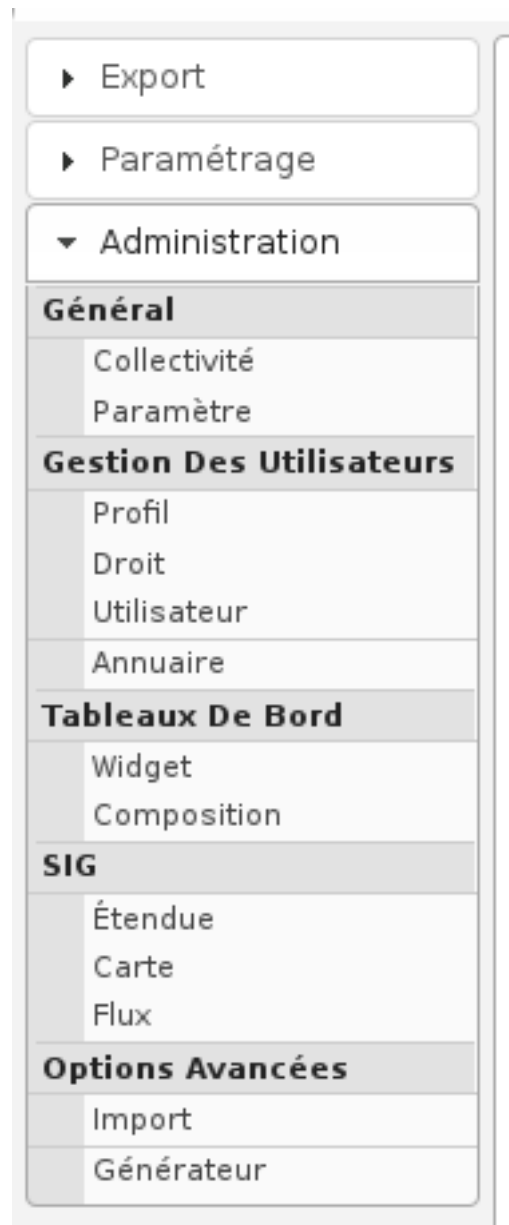 Export
Paramétrage
Administration
Général
Collectivité
Paramètre
Gestion Des Utilisateurs
Profil
Droit
Utilisateur
Annuaire
Tableaux De Bord
Widget
Composition
SIG
Étendue
Carte
Flux
Options Avancées
Import
Générateur